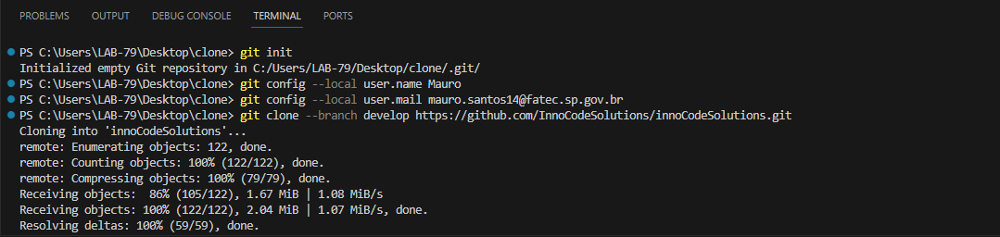 PROBLEMS OUTPUT DEBUG CONSOLE TERMINAL PORTS
PS C:\Users\LAB-79\Desktop\clone> git init
Initialized empty Git repository in C:/Users/LAB-79/Desktop/clone/.git/
PS C:\Users\LAB-79\Desktop\clone> git config --local user.name Mauro
PS C:\Users\LAB-79\Desktop\clone> git config --local user.mail mauro.santos14@fatec.sp.gov.br
PS C:\Users\LAB-79\Desktop\clone> git clone --branch develop https://github.com/InnoCodeSolutions/innoCodeSolutions.git
Cloning into 'innoCodeSolutions'...
remote: Enumerating objects: 122, done.
remote: Counting objects: 100% (122/122), done.
remote: Compressing objects: 100% (79/79), done.
Receiving objects:  86% (105/122), 1.67 MiB | 1.08 MiB/s
Receiving objects: 100% (122/122), 2.04 MiB | 1.07 MiB/s, done.
Resolving deltas: 100% (59/59), done.